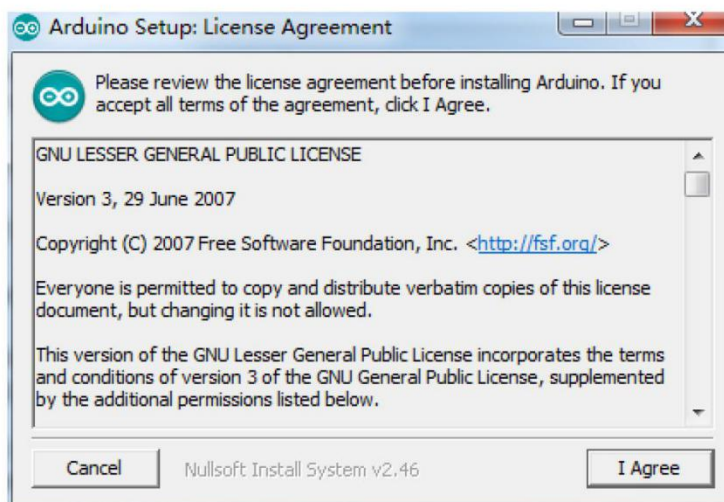 Arduino Setup: License Agreement
Please review the license agreement before installing Arduino. If you
accept all terms of the agreement, click I Agree.
GNU LESSER GENERAL PUBLIC LICENSE
Version 3, 29 June 2007
Copyright (C) 2007 Free Software Foundation, Inc. <http://fsf.org/>
Everyone is permitted to copy and distribute verbatim copies of this license
document, but changing it is not allowed.
This version of the GNU Lesser General Public License incorporates the terms
and conditions of version 3 of the GNU General Public License, supplemented
by the additional permissions listed below.
Cancel Nullsoft Install System v2.46 I Agree